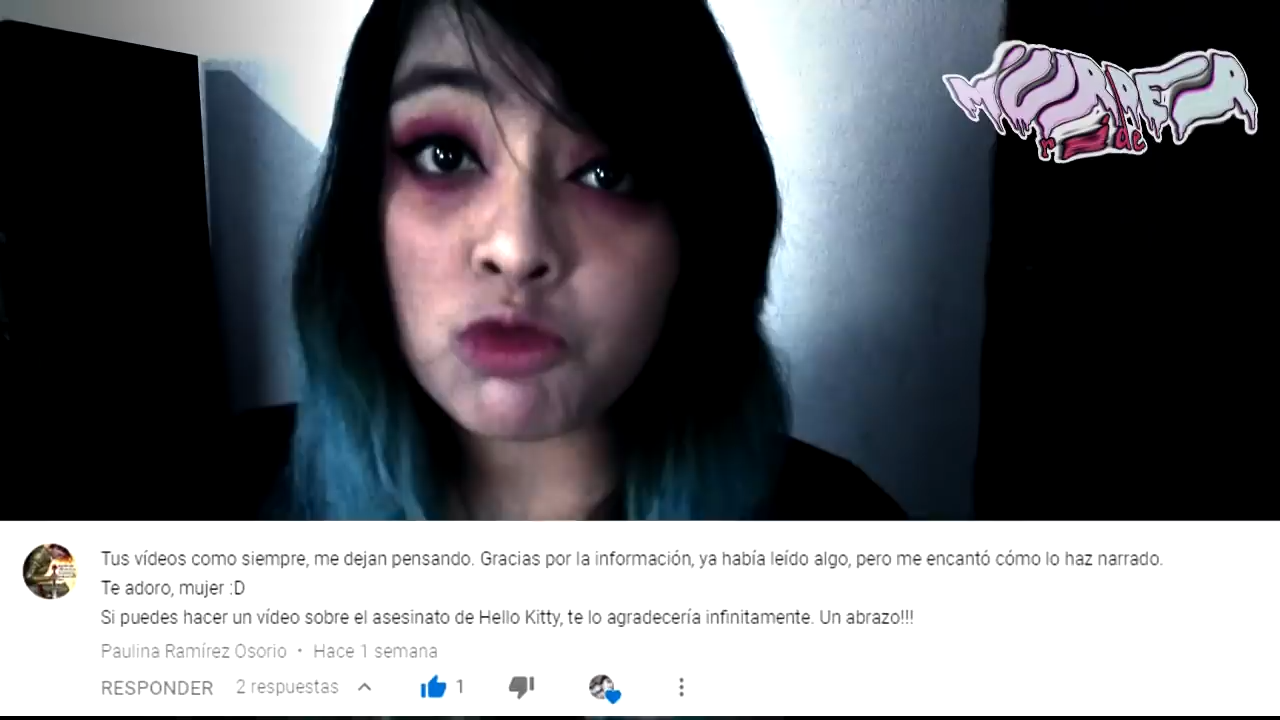 MURDER
rade
Tus vídeos como siempre, me dejan pensando. Gracias por la información, ya había leído algo, pero me encantó cómo lo haz narrado.
Te adoro, mujer :D
Si puedes hacer un vídeo sobre el asesinato de Hello Kitty, te lo agradecería infinitamente. Un abrazo!!!
Paulina Ramírez Osorio • Hace 1 semana
RESPONDER 2 respuestas 1